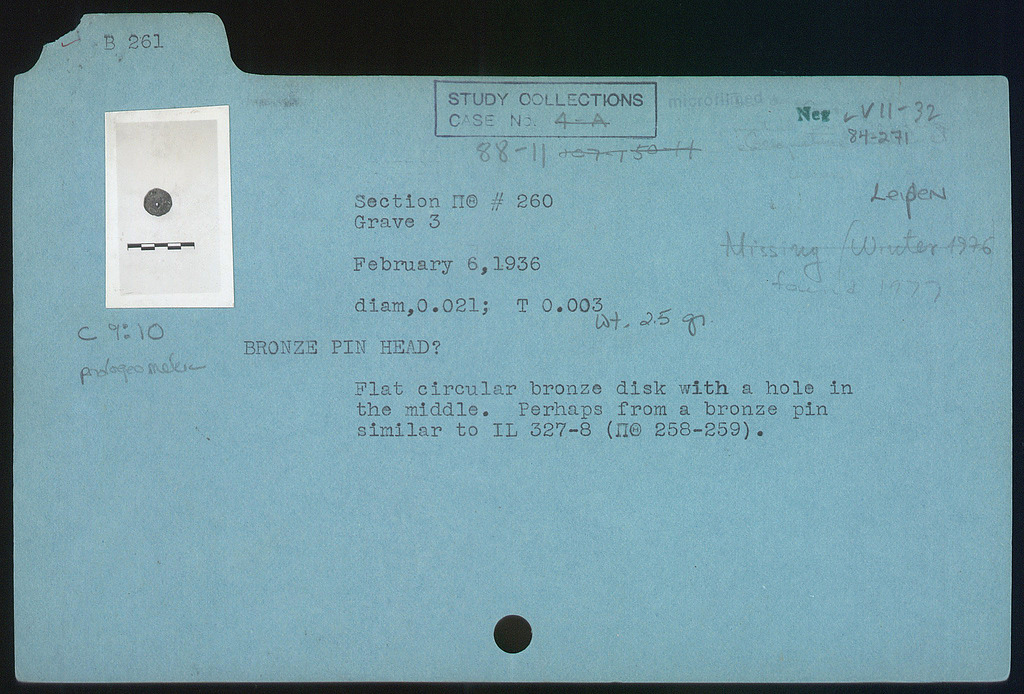 B 261
STUDY COLLECTIONS
CASE NO. 4-A
microfilmed
Neg VII-32
84-271
88-11
Section ΠΘ # 260
Grave 3
Leipen
February 6,1936
Missing /Winter 1976
found 1977
diam,0.021; T 0.003
Wt. 2.5 gr.
C 9:10
protogeometric
BRONZE PIN HEAD?
Flat circular bronze disk with a hole in
the middle. Perhaps from a bronze pin
similar to IL 327-8 (ΠΘ 258-259).